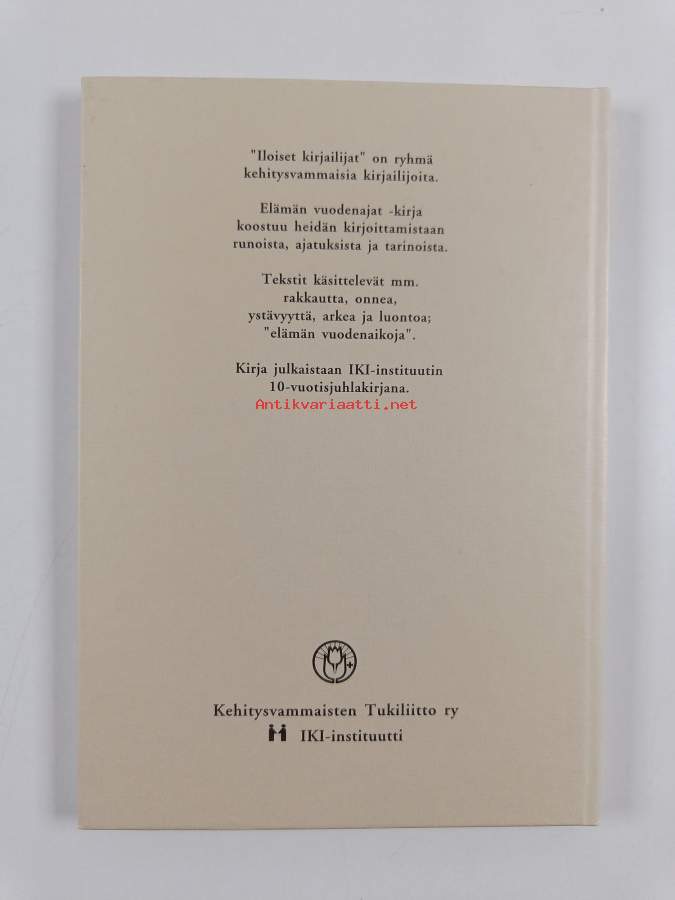 "Iloiset kirjailijat" on ryhmä
kehitysvammaisia kirjailijoita.
Elämän vuodenajat -kirja
koostuu heidän kirjoittamistaan
runoista, ajatuksista ja tarinoista.
Tekstit käsittelevät mm.
rakkautta, onnea,
ystävyyttä, arkea ja luontoa;
"elämän vuodenaikoja".
Kirja julkaistaan IKI-instituutin
10-vuotisjuhlakirjana.
Antikvariaatti.net
Kehitysvammaisten Tukiliitto ry
IKI-instituutti